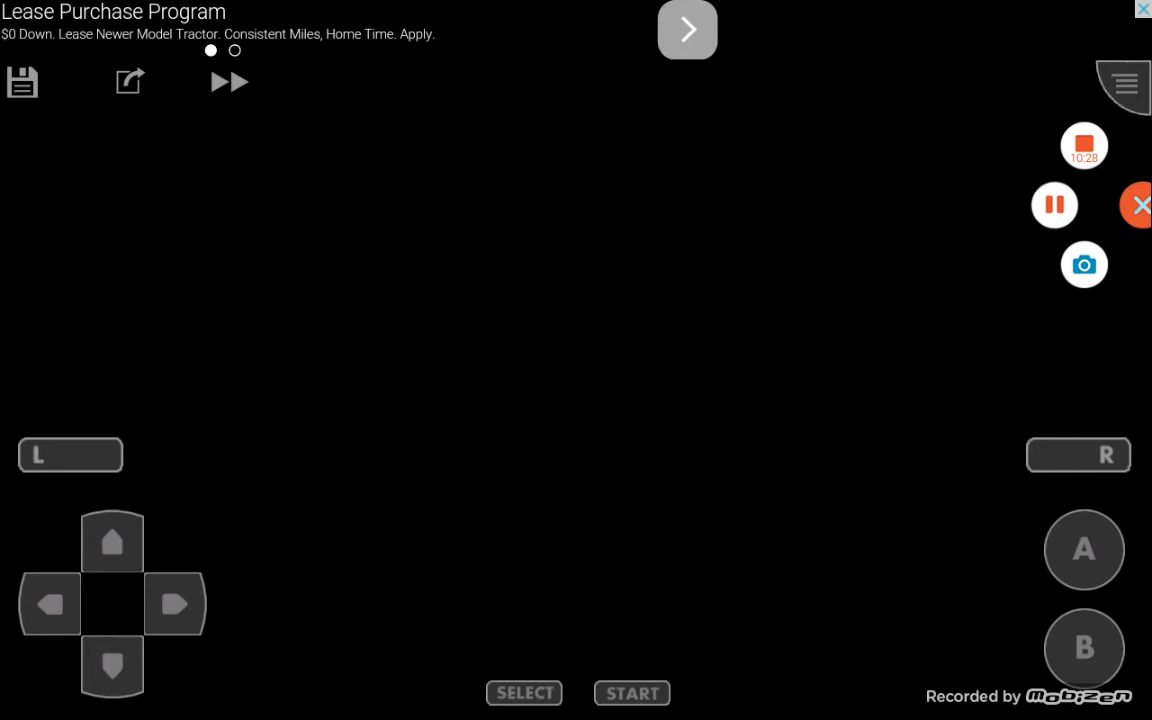 Lease Purchase Program
$0 Down. Lease Newer Model Tractor. Consistent Miles, Home Time. Apply.
10:28
L
R
A
B
SELECT
START
Recorded by Mobizen